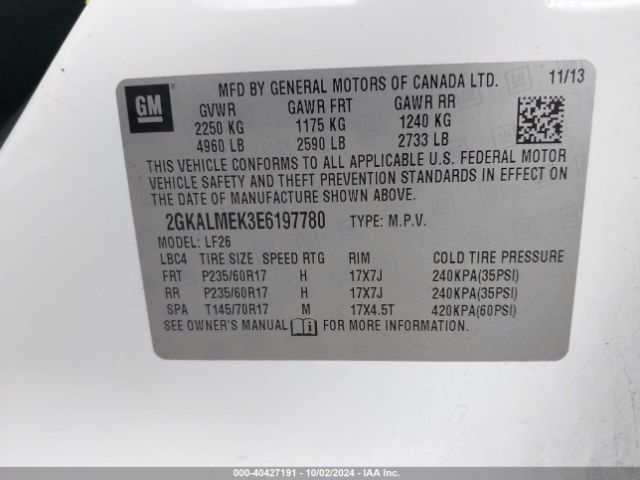 MFD BY GENERAL MOTORS OF CANADA LTD. 11/13
GM
GVWR GAWR FRT GAWR RR
2250 KG 1175 KG 1240 KG
4960 LB 2590 LB 2733 LB
THIS VEHICLE CONFORMS TO ALL APPLICABLE U.S. FEDERAL MOTOR
VEHICLE SAFETY AND THEFT PREVENTION STANDARDS IN EFFECT ON
THE DATE OF MANUFACTURE SHOWN ABOVE.
2GKALMEK3E6197780 TYPE: M.P.V.
MODEL: LF26
LBC4 TIRE SIZE SPEED RTG RIM COLD TIRE PRESSURE
FRT P235/60R17 H 17X7J 240KPA(35PSI)
RR P235/60R17 H 17X7J 240KPA(35PSI)
SPA T145/70R17 M 17X4.5T 420KPA(60PSI)
SEE OWNER'S MANUAL FOR MORE INFORMATION.
000-40427191 - 10/02/2024 - IAA Inc.